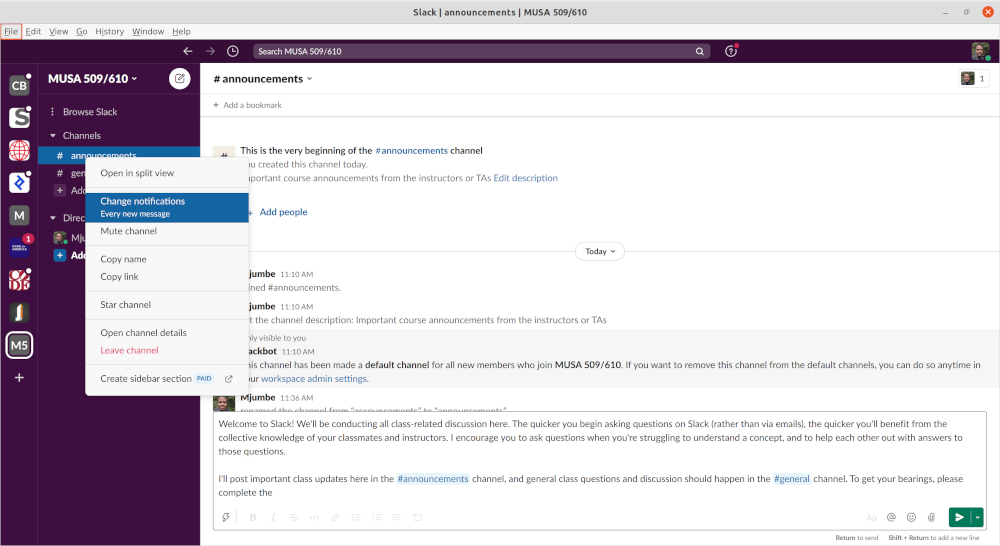 Slack | announcements | MUSA 509/610
File Edit View Go History Window Help
Search MUSA 509/610
CB
MUSA 509/610
# announcements
1
Browse Slack
+ Add a bookmark
Channels
# announcements
This is the very beginning of the #announcements channel
ou created this channel today.
portant course announcements from the instructors or TAs Edit description
Add people
# gen
Add
Direc
Mju
Add
M
1
M5
+
Open in split view
Change notifications
Every new message
Mute channel
Copy name
Copy link
Star channel
Open channel details
Leave channel
Create sidebar section PAID
Today
jumbe 11:10 AM
ined #announcements.
jumbe 11:10 AM
t the channel description: Important course announcements from the instructors or TAs
nly visible to you
ackbot 11:10 AM
his channel has been made a default channel for all new members who join MUSA 509/610. If you want to remove this channel from the default channels, you can do so anytime in
our workspace admin settings.
Mjumbe 11:36 AM
renamed the channel from "accouncements" to "announcements"
Welcome to Slack! We'll be conducting all class-related discussion here. The quicker you begin asking questions on Slack (rather than via emails), the quicker you'll benefit from the
collective knowledge of your classmates and instructors. I encourage you to ask questions when you're struggling to understand a concept, and to help each other out with answers to
those questions.
I'll post important class updates here in the #announcements channel, and general class questions and discussion should happen in the #general channel. To get your bearings, please
complete the
B I S
Aa @
Return to send Shift + Return to add a new line